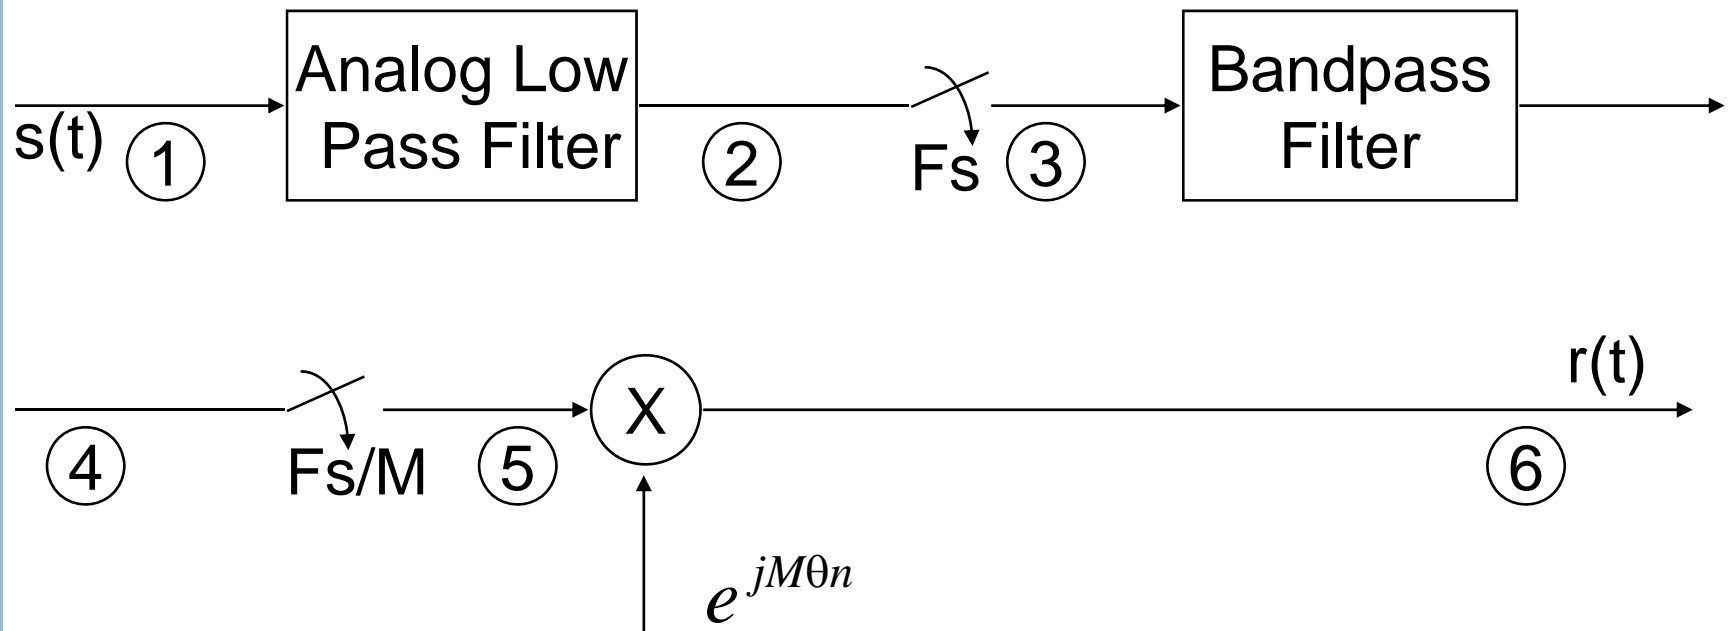 Analog Low
Pass Filter
Bandpass
Filter
s(t)
1
2
Fs
3
r(t)
4
Fs/M
5
X
6
e^{jMθn}